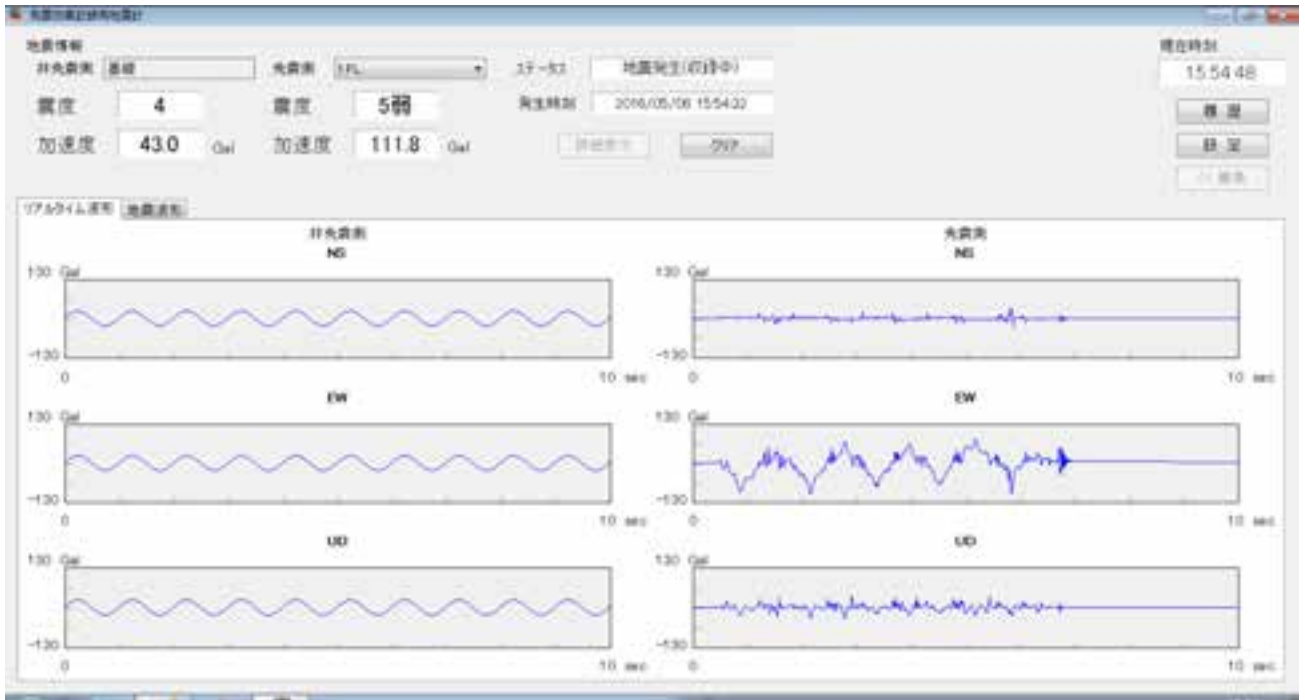 地震情報
非免震側 基礎 免震側 1FL ステータス 地震発生(収録中)
震度 4 震度 5弱 発生時刻 2016/05/06 15:54:22
加速度 43.0 Gal 加速度 111.8 Gal 詳細表示 クリア
現在時刻
15:54:48
履歴
設定
リアルタイム波形 地震波形
非免震側
NS
130 Gal
-130
0 10 sec
EW
130 Gal
-130
0 10 sec
UD
130 Gal
-130
0 10 sec
免震側
NS
130 Gal
-130
0 10 sec
EW
130 Gal
-130
0 10 sec
UD
130 Gal
-130
0 10 sec